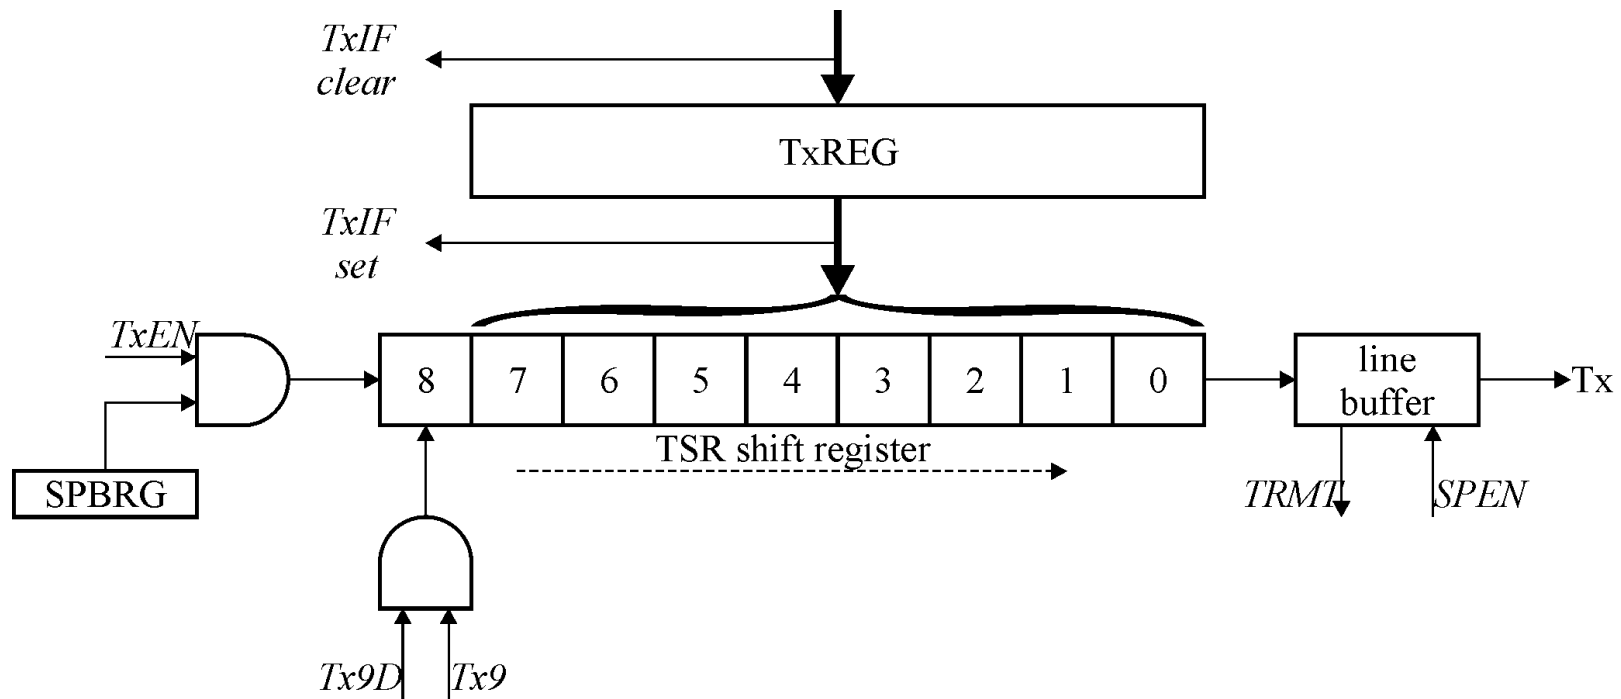 TxIF
clear
TxREG
TxIF
set
TxEN
8 7 6 5 4 3 2 1 0
line
buffer
Tx
TSR shift register
SPBRG
TRMT
SPEN
Tx9D
Tx9